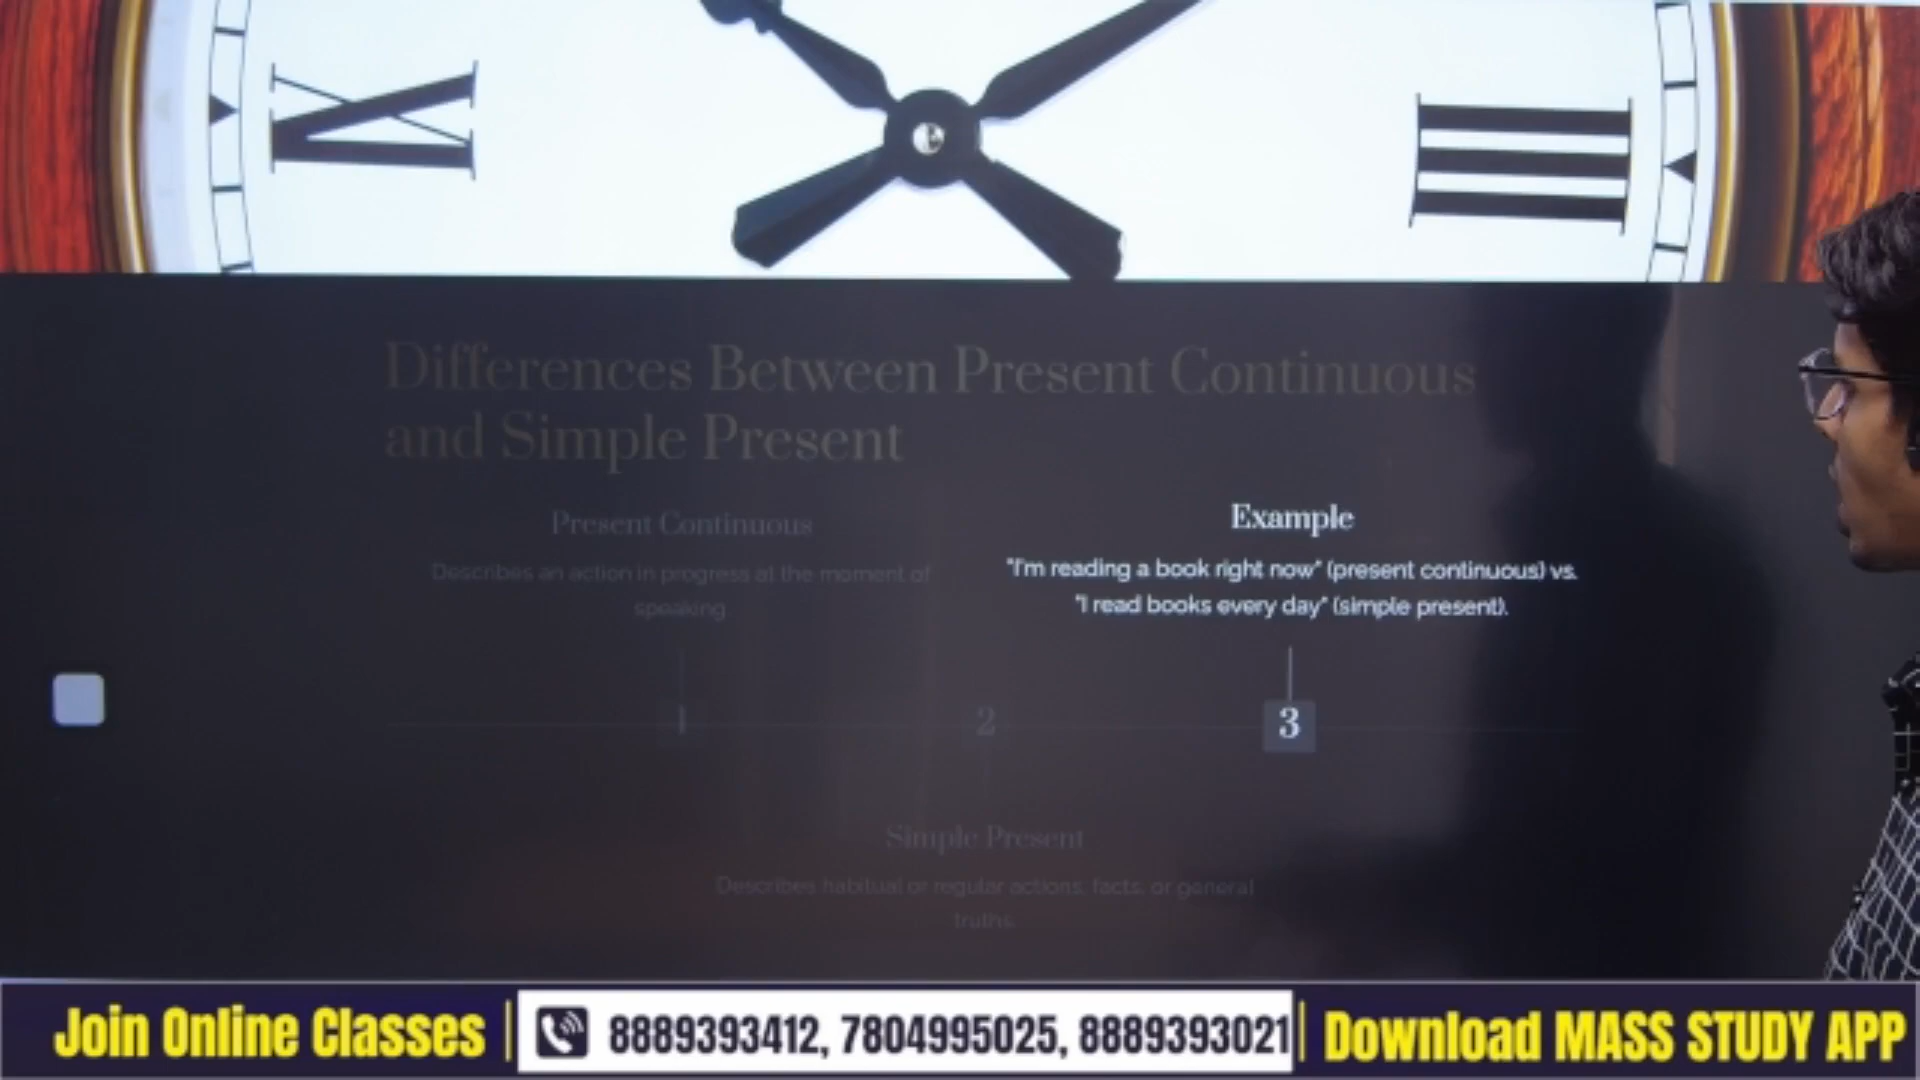 IX
III
Differences Between Present Continuous
and Simple Present
Present Continuous
Describes an action in progress at the moment of
speaking.
Example
"I'm reading a book right now" (present continuous) vs.
"I read books every day" (simple present).
1
2
3
Simple Present
Describes habitual or regular actions, facts, or general
truths.
Join Online Classes
8889393412, 7804995025, 8889393021
Download MASS STUDY APP